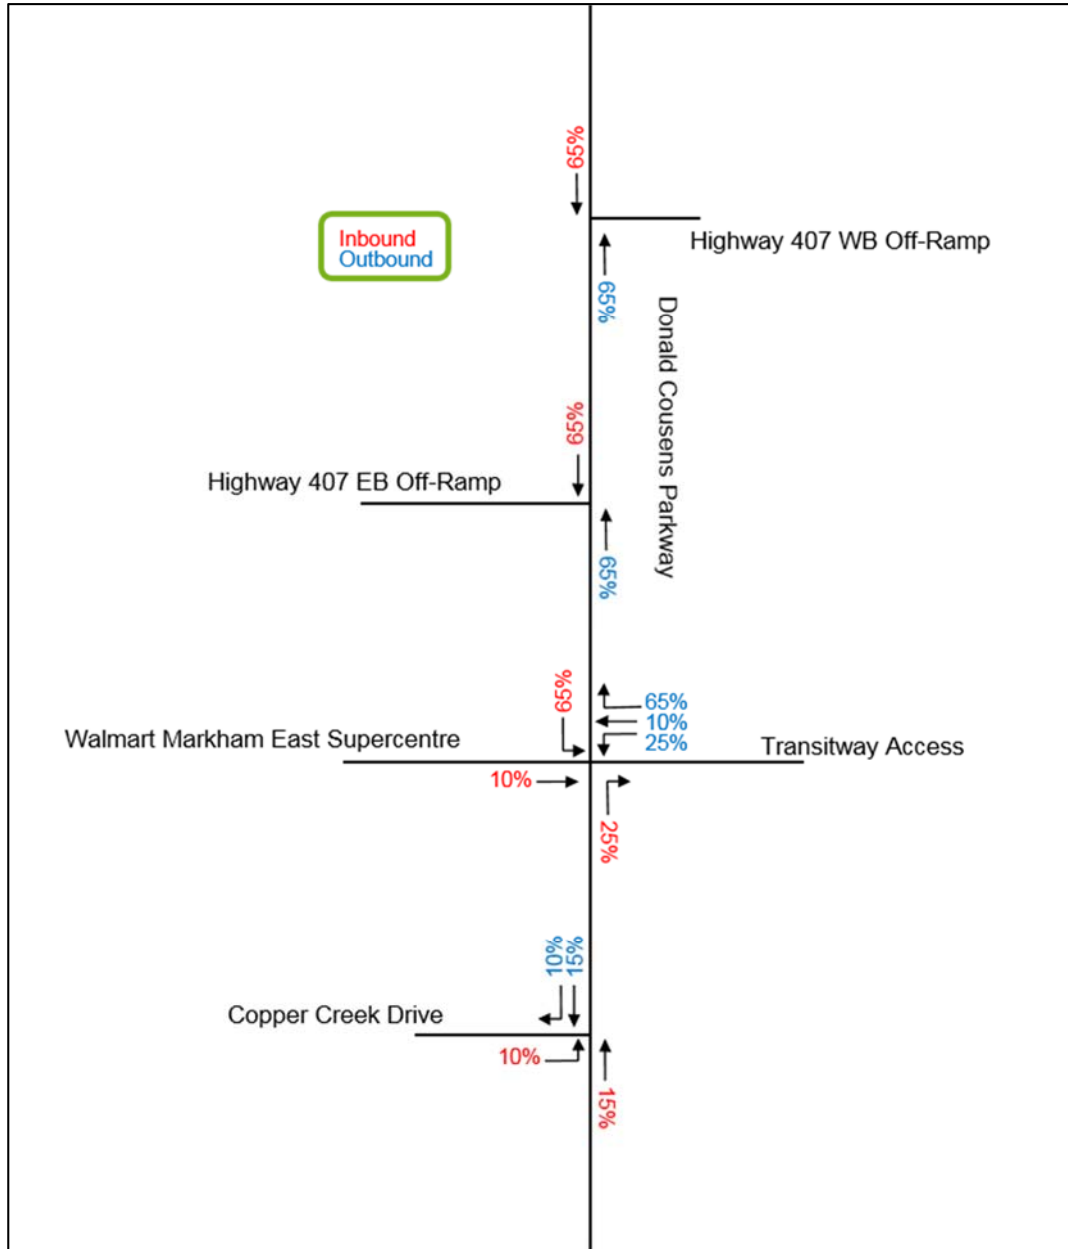 65%
Inbound
Outbound
Highway 407 WB Off-Ramp
65%
Donald Cousens Parkway
65%
Highway 407 EB Off-Ramp
65%
65%
65%
10%
25%
Walmart Markham East Supercentre
Transitway Access
10%
25%
10%
15%
Copper Creek Drive
10%
15%